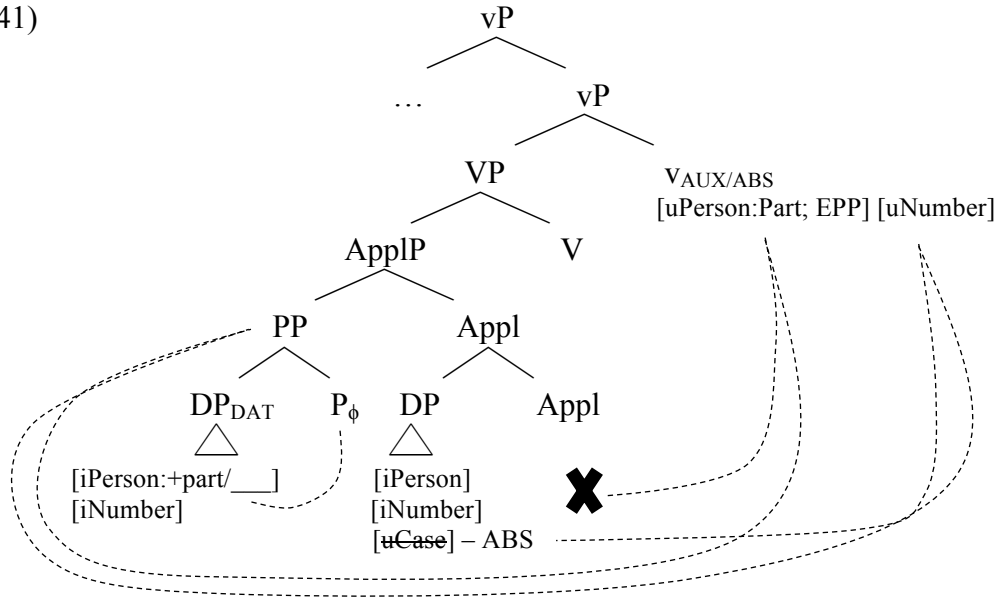 41)
vP
… vP
VP v_AUX/ABS
[uPerson:Part; EPP] [uNumber]
ApplP V
PP Appl
DP_DAT P_ϕ DP Appl
[iPerson:+part/___] [iPerson]
[iNumber] [iNumber]
[uCase] – ABS